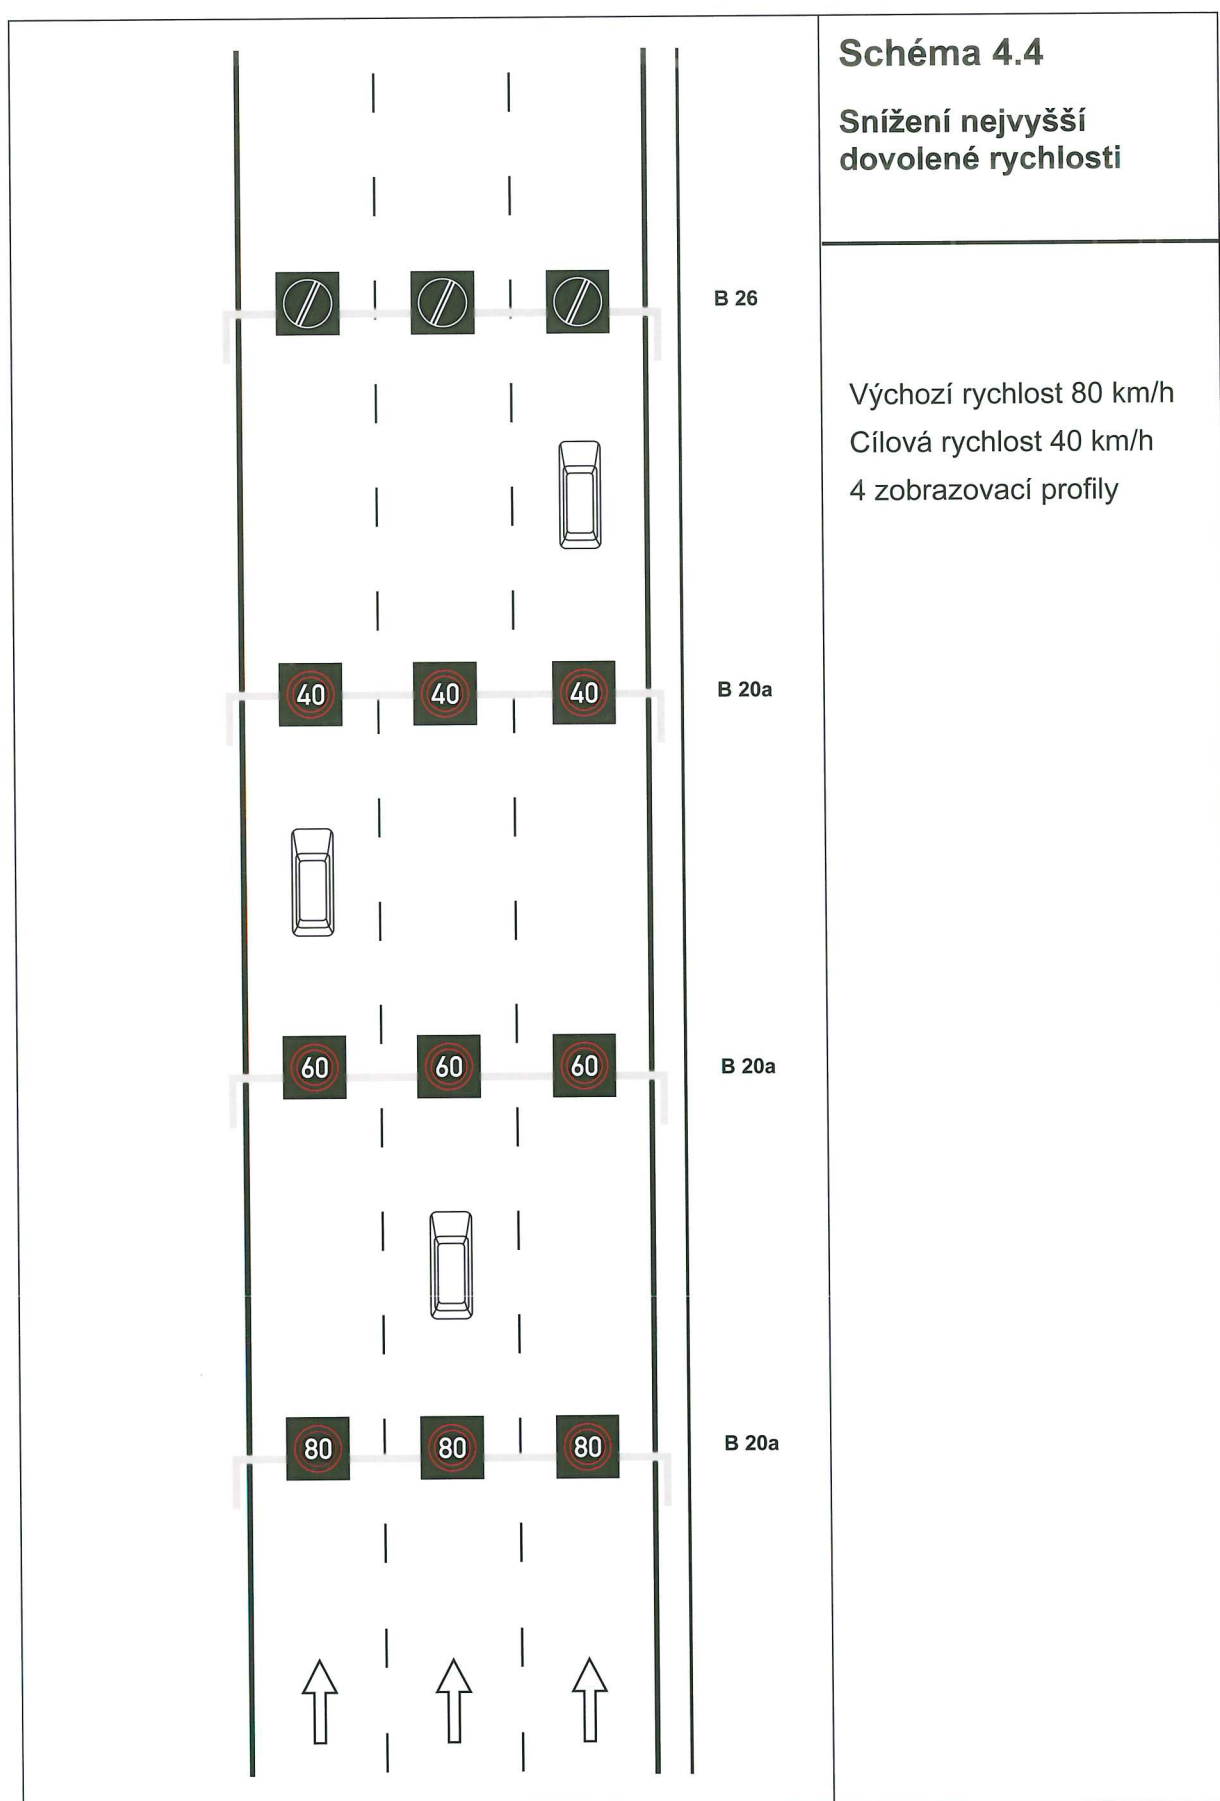 Schéma 4.4
Snížení nejvyšší
dovolené rychlosti
B 26
Výchozí rychlost 80 km/h
Cílová rychlost 40 km/h
4 zobrazovací profily
40 40 40
B 20a
60 60 60
B 20a
80 80 80
B 20a